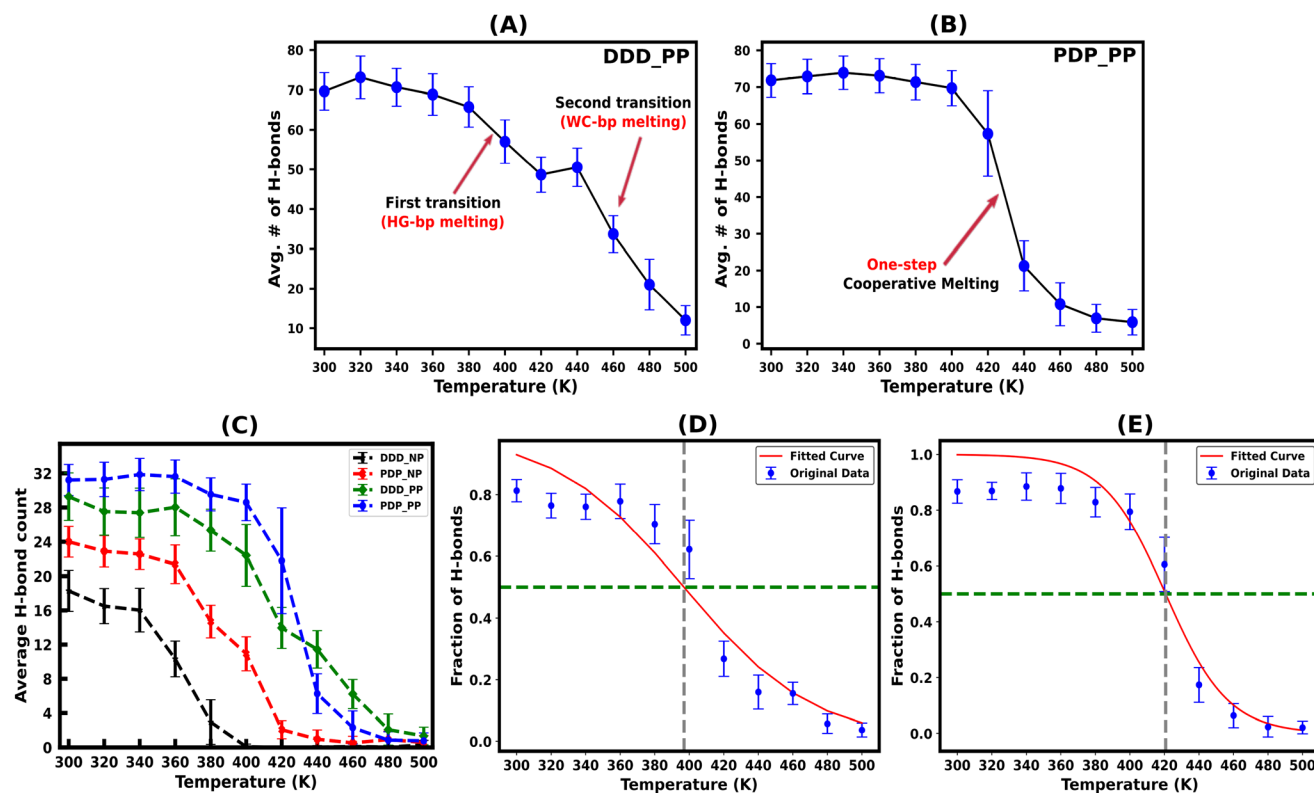 (A)
DDD_PP
80
70
60
50
40
30
20
10
Avg. # of H-bonds
First transition
(HG-bp melting)
Second transition
(WC-bp melting)
300 320 340 360 380 400 420 440 460 480 500
Temperature (K)
(B)
PDP_PP
80
70
60
50
40
30
20
10
0
Avg. # of H-bonds
One-step
Cooperative Melting
300 320 340 360 380 400 420 440 460 480 500
Temperature (K)
(C)
32
28
24
20
16
12
8
4
0
Average H-bond count
DDD_NP
PDP_NP
DDD_PP
PDP_PP
300 320 340 360 380 400 420 440 460 480 500
Temperature (K)
(D)
Fitted Curve
Original Data
0.8
0.6
0.4
0.2
0.0
Fraction of H-bonds
300 320 340 360 380 400 420 440 460 480 500
Temperature (K)
(E)
Fitted Curve
Original Data
1.0
0.8
0.6
0.4
0.2
0.0
Fraction of H-bonds
300 320 340 360 380 400 420 440 460 480 500
Temperature (K)